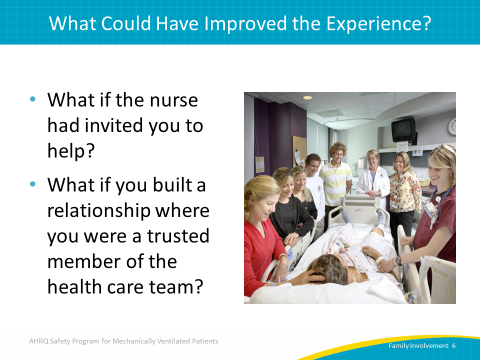 What Could Have Improved the Experience?
• What if the nurse
had invited you to
help?
• What if you built a
relationship where
you were a trusted
member of the
health care team?
AHRQ Safety Program for Mechanically Ventilated Patients
Family Involvement 6